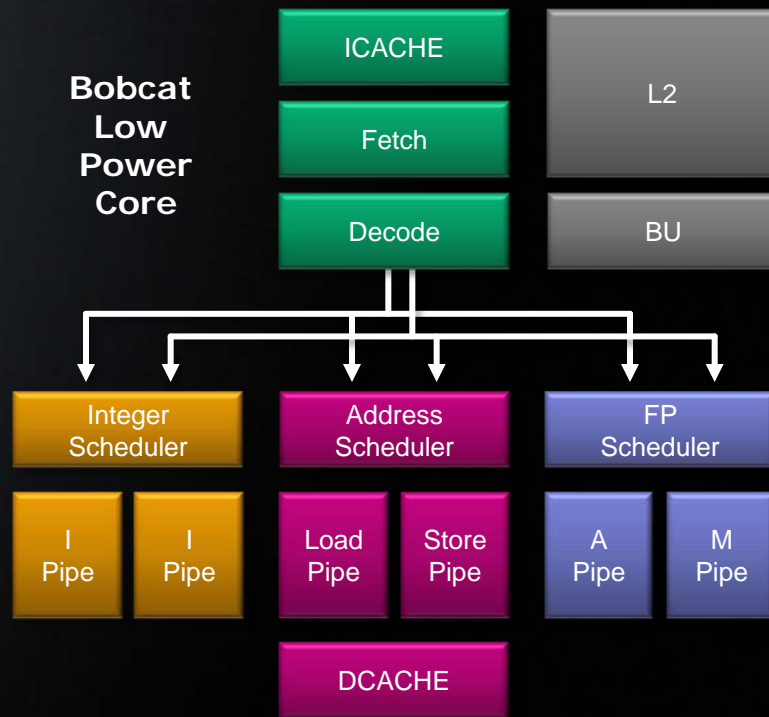 Bobcat
Low
Power
Core
ICACHE
L2
Fetch
Decode
BU
Integer
Scheduler
Address
Scheduler
FP
Scheduler
I
Pipe
I
Pipe
Load
Pipe
Store
Pipe
A
Pipe
M
Pipe
DCACHE